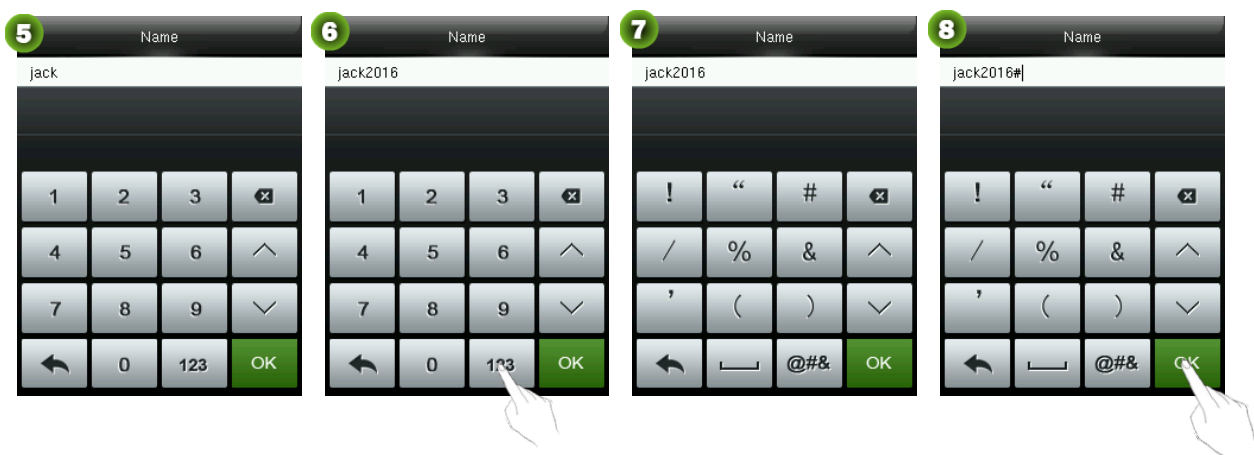 5 Name
jack
1 2 3
4 5 6
7 8 9
0 123 OK
6 Name
jack2016
1 2 3
4 5 6
7 8 9
0 123 OK
7 Name
jack2016
! “ #
/ % &
' ( )
@#& OK
8 Name
jack2016#
! “ #
/ % &
' ( )
@#& OK